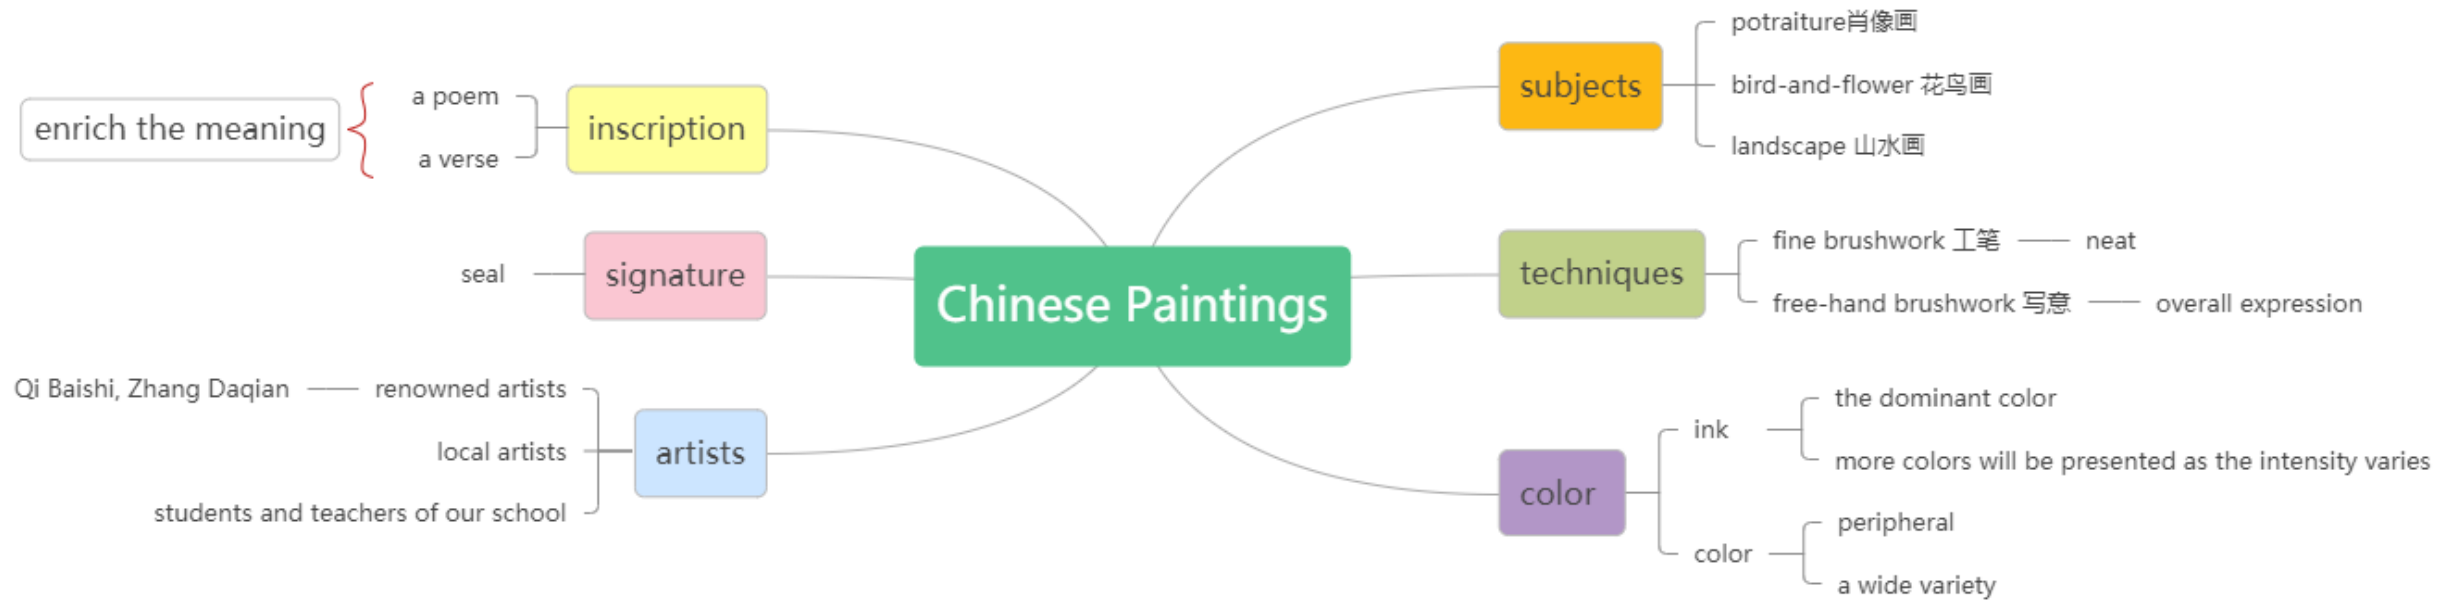 Chinese Paintings
subjects
potraiture肖像画
bird-and-flower 花鸟画
landscape 山水画
techniques
fine brushwork 工笔
neat
free-hand brushwork 写意
overall expression
color
ink
the dominant color
more colors will be presented as the intensity varies
color
peripheral
a wide variety
inscription
a poem
a verse
enrich the meaning
signature
seal
artists
renowned artists
Qi Baishi, Zhang Daqian
local artists
students and teachers of our school